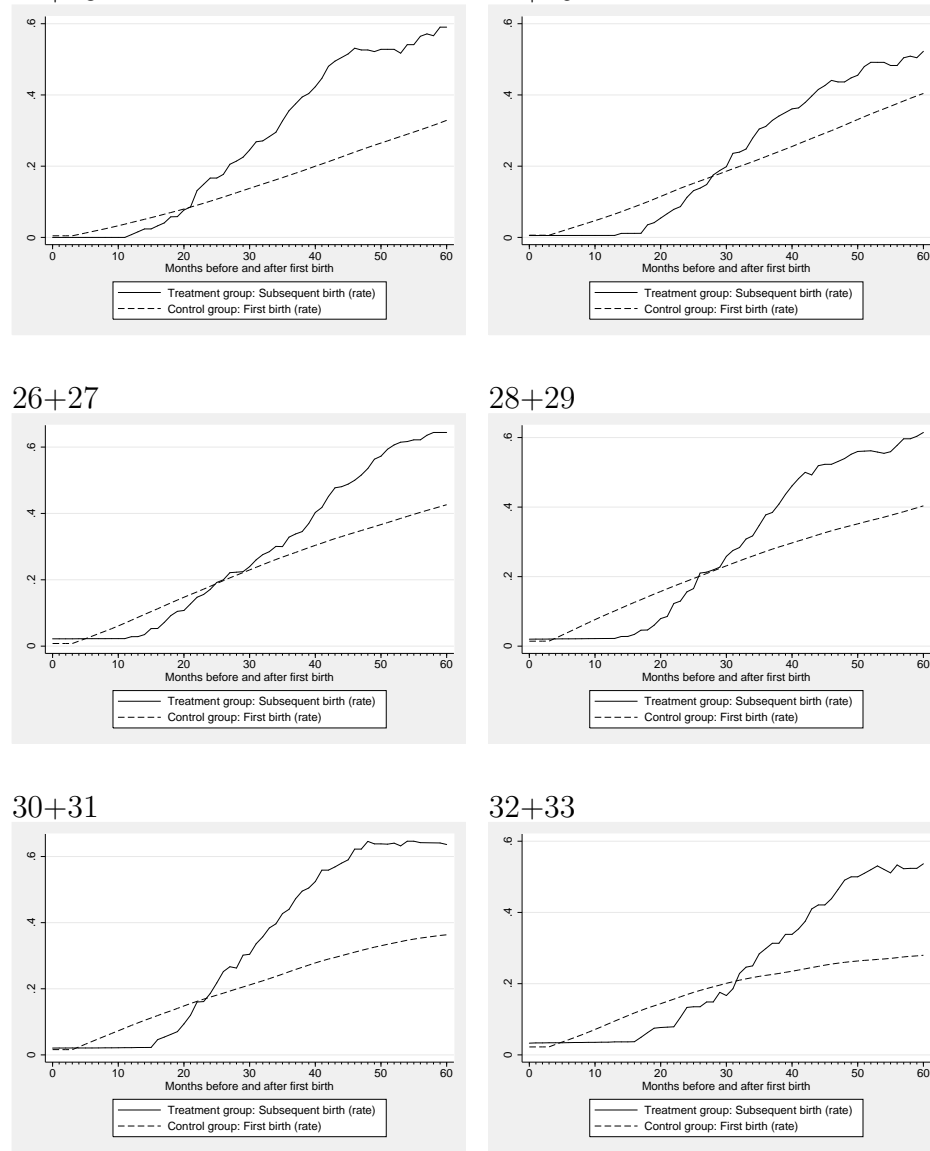 .6
.4
.2
0
0 10 20 30 40 50 60
Months before and after first birth
Treatment group: Subsequent birth (rate)
Control group: First birth (rate)
.6
.4
.2
0
0 10 20 30 40 50 60
Months before and after first birth
Treatment group: Subsequent birth (rate)
Control group: First birth (rate)
26+27
.6
.4
.2
0
0 10 20 30 40 50 60
Months before and after first birth
Treatment group: Subsequent birth (rate)
Control group: First birth (rate)
28+29
.6
.4
.2
0
0 10 20 30 40 50 60
Months before and after first birth
Treatment group: Subsequent birth (rate)
Control group: First birth (rate)
30+31
.6
.4
.2
0
0 10 20 30 40 50 60
Months before and after first birth
Treatment group: Subsequent birth (rate)
Control group: First birth (rate)
32+33
.6
.4
.2
0
0 10 20 30 40 50 60
Months before and after first birth
Treatment group: Subsequent birth (rate)
Control group: First birth (rate)